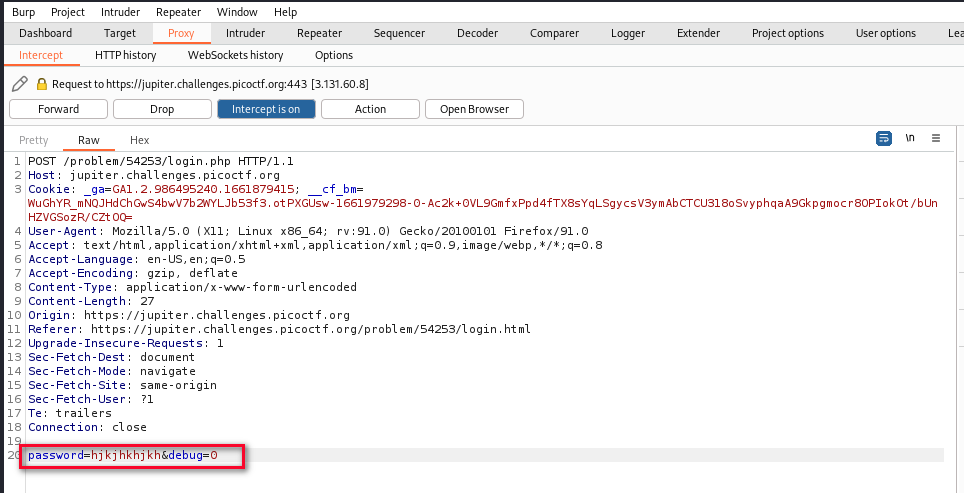 Burp Project Intruder Repeater Window Help
Dashboard Target Proxy Intruder Repeater Sequencer Decoder Comparer Logger Extender Project options User options Lea
Intercept HTTP history WebSockets history Options
Request to https://jupiter.challenges.picoctf.org:443 [3.131.60.8]
Forward Drop Intercept is on Action Open Browser
Pretty Raw Hex \n
1 POST /problem/54253/login.php HTTP/1.1
2 Host: jupiter.challenges.picoctf.org
3 Cookie: _ga=GA1.2.986495240.1661879415; __cf_bm=
WuGhYR_mNQJHdChGwS4bwV7b2WYLJb53f3.otPXGUsw-1661979298-0-Ac2k+0VL9GmfxPpd4fTX8sYqLSgycsV3ymAbCTCU318oSvyphqaA9Gkpgmocr80PIokOt/bUn
HZVGSozR/CZtOQ=
4 User-Agent: Mozilla/5.0 (X11; Linux x86_64; rv:91.0) Gecko/20100101 Firefox/91.0
5 Accept: text/html,application/xhtml+xml,application/xml;q=0.9,image/webp,*/*;q=0.8
6 Accept-Language: en-US,en;q=0.5
7 Accept-Encoding: gzip, deflate
8 Content-Type: application/x-www-form-urlencoded
9 Content-Length: 27
10 Origin: https://jupiter.challenges.picoctf.org
11 Referer: https://jupiter.challenges.picoctf.org/problem/54253/login.html
12 Upgrade-Insecure-Requests: 1
13 Sec-Fetch-Dest: document
14 Sec-Fetch-Mode: navigate
15 Sec-Fetch-Site: same-origin
16 Sec-Fetch-User: ?1
17 Te: trailers
18 Connection: close
19
20 password=hjkjhkhjkh&debug=0